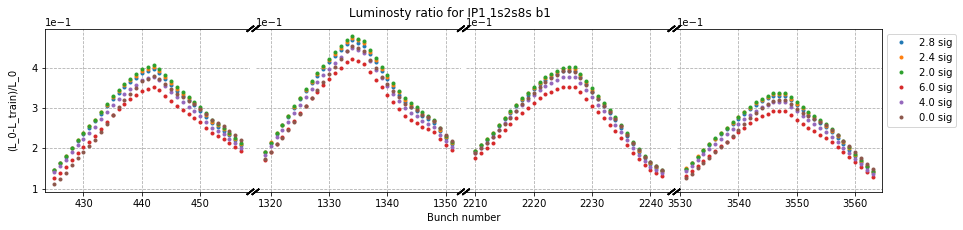 Luminosty ratio for IP1 1s2s8s b1
1e−1 1e−1 1e−1 1e−1
(L_0-L_train)/L_0
4
3
2
1
430 440 450 1320 1330 1340 1350 2210 2220 2230 2240 3530 3540 3550 3560
Bunch number
2.8 sig
2.4 sig
2.0 sig
6.0 sig
4.0 sig
0.0 sig